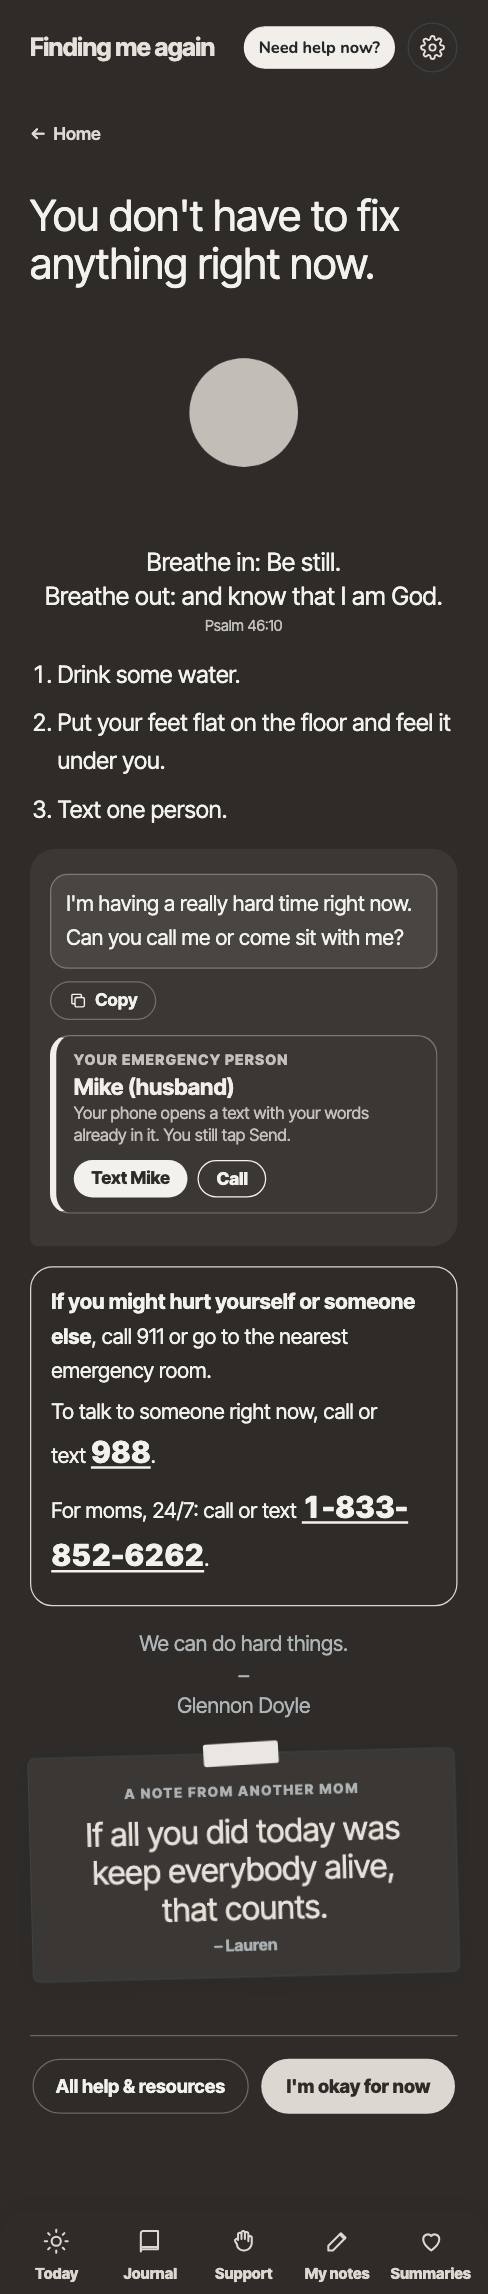 Finding me again
Need help now?
← Home
You don't have to fix
anything right now.
Breathe in: Be still.
Breathe out: and know that I am God.
Psalm 46:10
1. Drink some water.
2. Put your feet flat on the floor and feel it
under you.
3. Text one person.
I'm having a really hard time right now.
Can you call me or come sit with me?
Copy
YOUR EMERGENCY PERSON
Mike (husband)
Your phone opens a text with your words
already in it. You still tap Send.
Text Mike
Call
If you might hurt yourself or someone
else, call 911 or go to the nearest
emergency room.
To talk to someone right now, call or
text 988.
For moms, 24/7: call or text 1-833-
852-6262.
We can do hard things.
–
Glennon Doyle
A NOTE FROM ANOTHER MOM
If all you did today was
keep everybody alive,
that counts.
– Lauren
All help & resources
I'm okay for now
Today
Journal
Support
My notes
Summaries